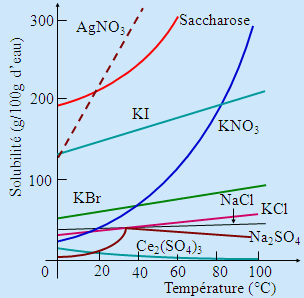 Solubilité (g/100g d'eau)
300
200
100
AgNO₃
Saccharose
KI
KNO₃
KBr
NaCl
KCl
Na₂SO₄
Ce₂(SO₄)₃
0 20 40 60 80 100
Température (°C)